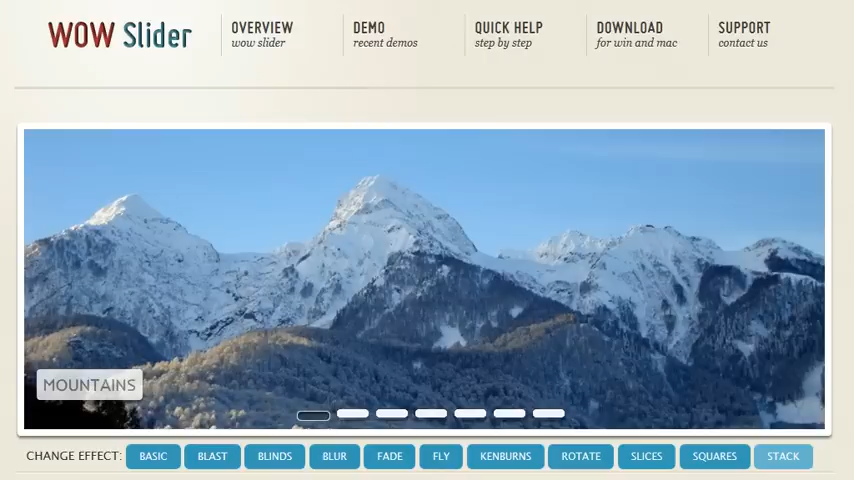 WOW Slider
OVERVIEW
wow slider
DEMO
recent demos
QUICK HELP
step by step
DOWNLOAD
for win and mac
SUPPORT
contact us
MOUNTAINS
CHANGE EFFECT: BASIC BLAST BLINDS BLUR FADE FLY KENBURNS ROTATE SLICES SQUARES STACK